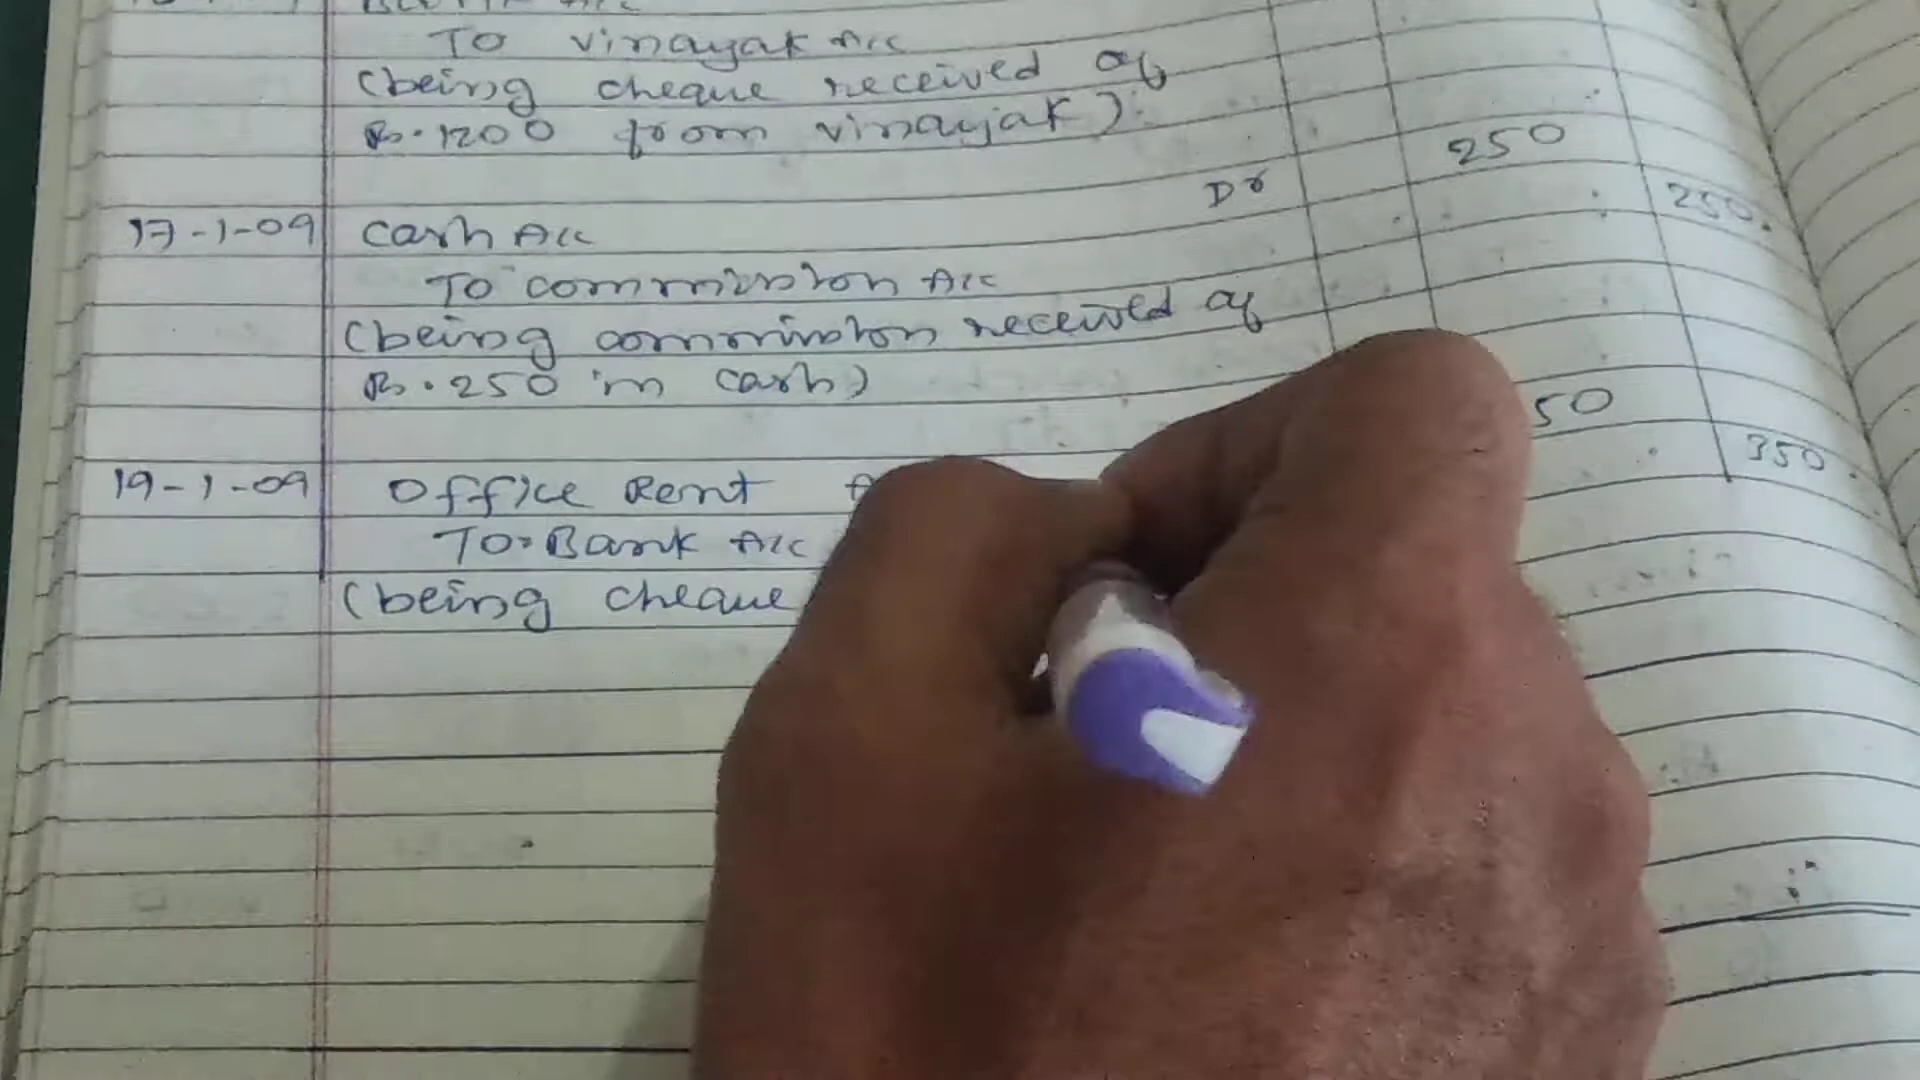 To vinayak A/c
(being cheque received of
Rs. 1200 from vinayak).
250
Dr
17-1-09 Cash A/c
250.
To commission A/c
(being commission received of
Rs. 250 in cash)
50
19-1-09 Office Rent A
350.
To Bank A/c
(being cheque